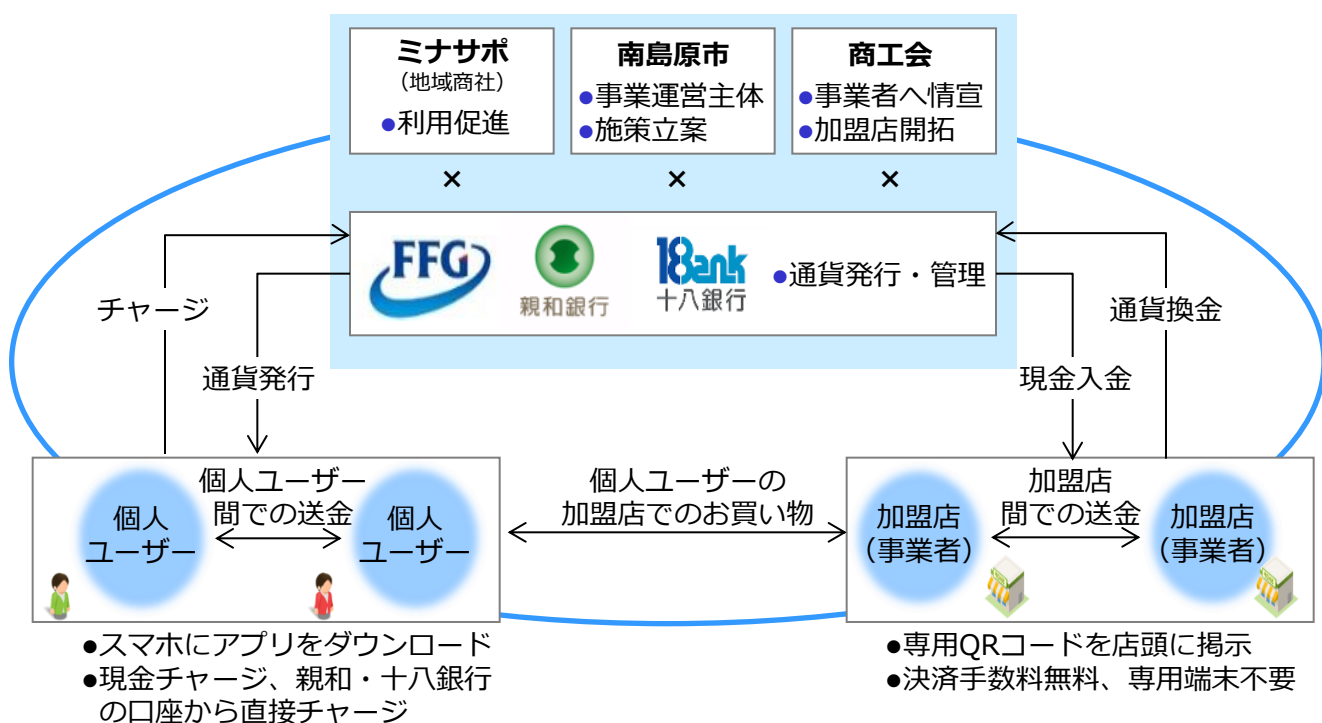 ミナサポ
（地域商社）
●利用促進
南島原市
●事業運営主体
●施策立案
商工会
●事業者へ情宣
●加盟店開拓
×
×
×
FFG
親和銀行
18Bank
十八銀行
●通貨発行・管理
チャージ
通貨発行
通貨換金
現金入金
個人
ユーザー
個人ユーザー
間での送金
個人
ユーザー
個人ユーザーの
加盟店でのお買い物
加盟店
（事業者）
加盟店
間での送金
加盟店
（事業者）
●スマホにアプリをダウンロード
●現金チャージ、親和・十八銀行
の口座から直接チャージ
●専用QRコードを店頭に掲示
●決済手数料無料、専用端末不要